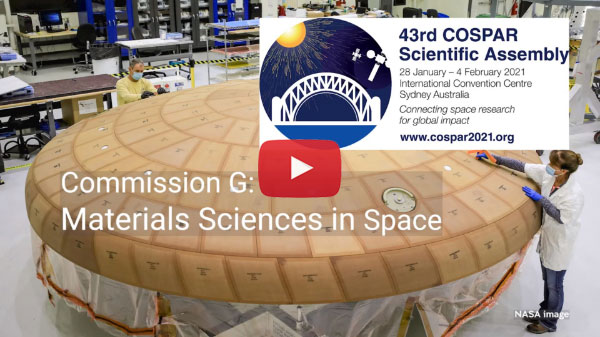 43rd COSPAR
Scientific Assembly
28 January – 4 February 2021
International Convention Centre
Sydney Australia
Connecting space research
for global impact
www.cospar2021.org
Commission G:
Materials Sciences in Space
NASA image